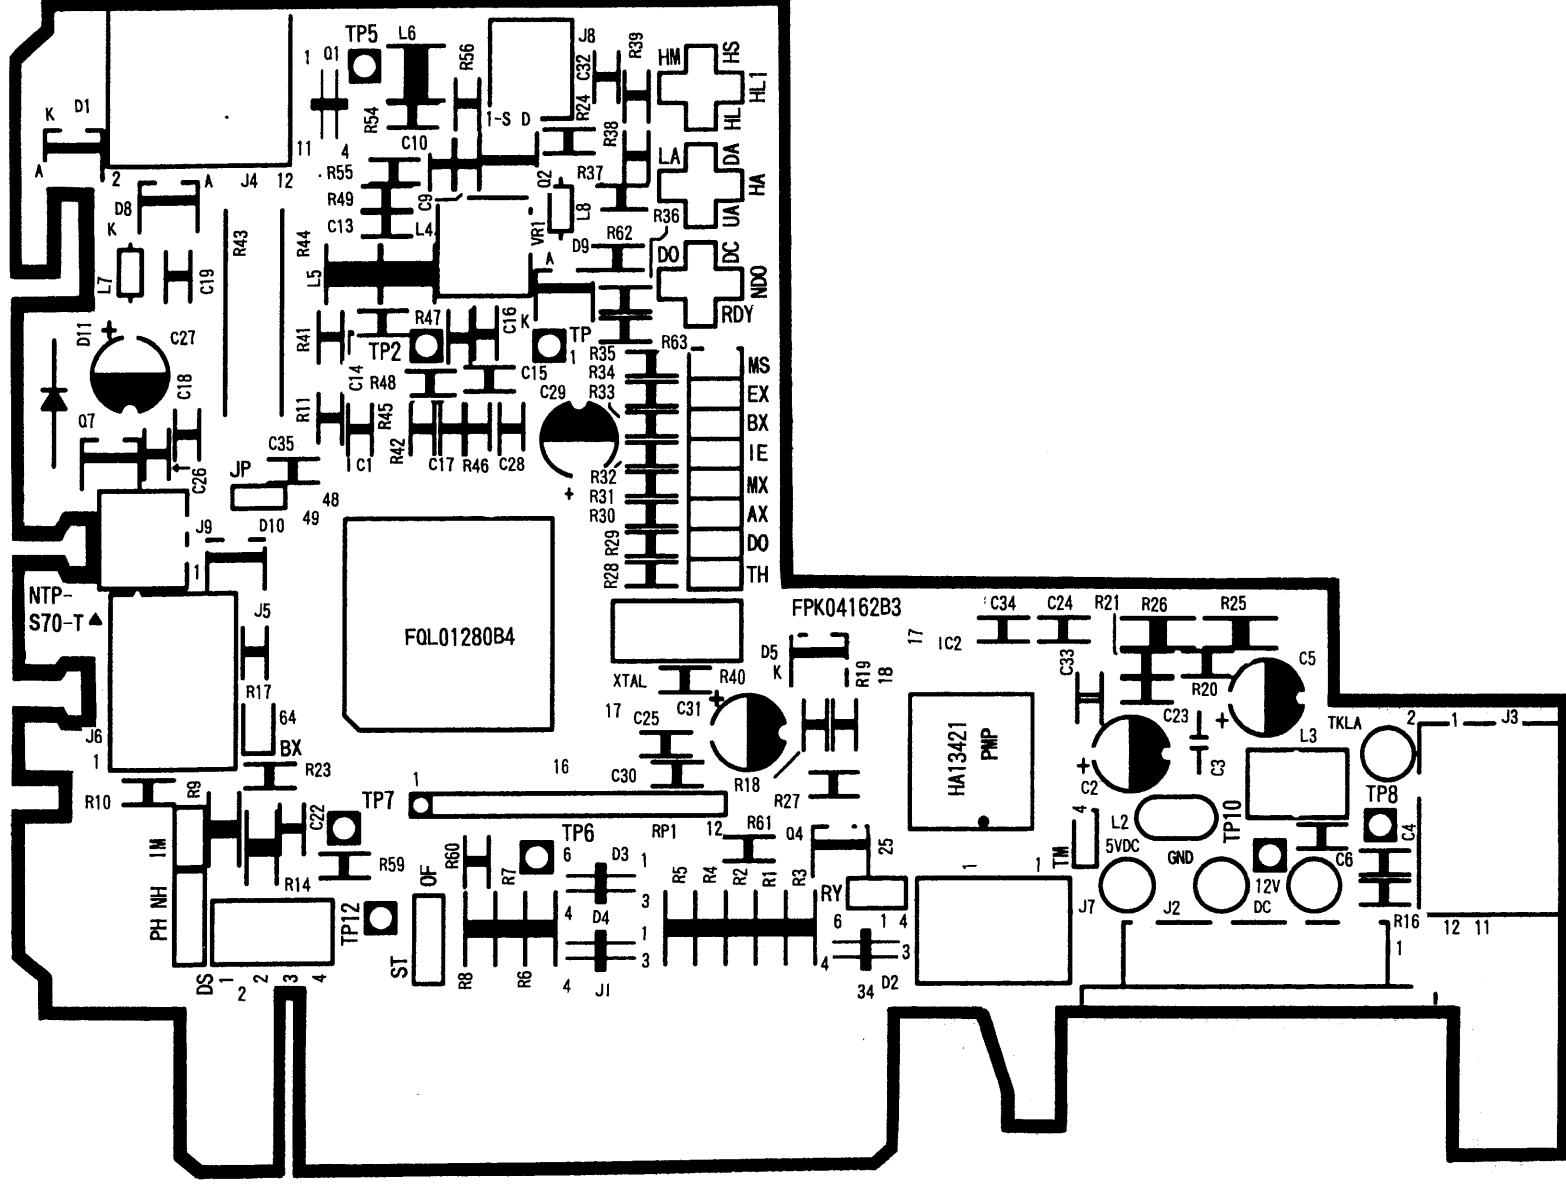 TP5
L6
R56
J8
C32
R39
HM
HS
HL1
HL
1
Q1
K
D1
A
R54
C10
1-S D
R24
R38
11
4
2
A
J4
12
R55
R49
C13
C9
L4
Q2
R37
LA
DA
HA
UA
D8
K
R43
R44
L5
VR1
L8
D9
R62
R36
DO
DC
NDO
RDY
A
L7
C19
D11
+
C27
R41
TP2
R47
C16
K
TP
1
R35
R63
MS
R34
EX
R33
BX
IE
R32
MX
R31
AX
R30
DO
R29
TH
R28
C18
Q7
C14
R48
C15
C29
+
R11
R45
C1
R42
C17
R46
C28
C35
JP
C26
48
49
J9
D10
1
NTP-
S70-T▲
J5
FQL01280B4
FPK04162B3
C34
C24
R21
R26
R25
17
IC2
D5
K
R19
18
C33
R20
C5
+
XTAL
R40
+
C31
R17
64
BX
J6
1
17
C25
C30
16
R18
R27
HA13421
PMP
C23
C3
+
C2
L3
TKLA
2
1
J3
R23
R10
R9
1
TP7
C22
R59
R14
IM
NH
PH
DS
1
2
3
4
2
TP12
OF
ST
R60
R7
TP6
6
D3
1
3
4
D4
1
3
4
J1
R8
R6
RP1
12
R61
R5
R4
R2
R1
R3
Q4
25
RY
6
1
4
3
4
D2
34
1
1
J7
TM
4
L2
5VDC
GND
TP10
12V
DC
J2
C6
TP8
C4
R16
1
12
11